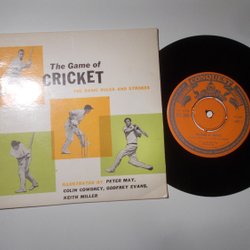 The Game of
CRICKET
THE BASIC RULES AND STROKES
ILLUSTRATED BY PETER MAY,
COLIN COWDREY, GODFREY EVANS,
KEITH MILLER
CONQUEST